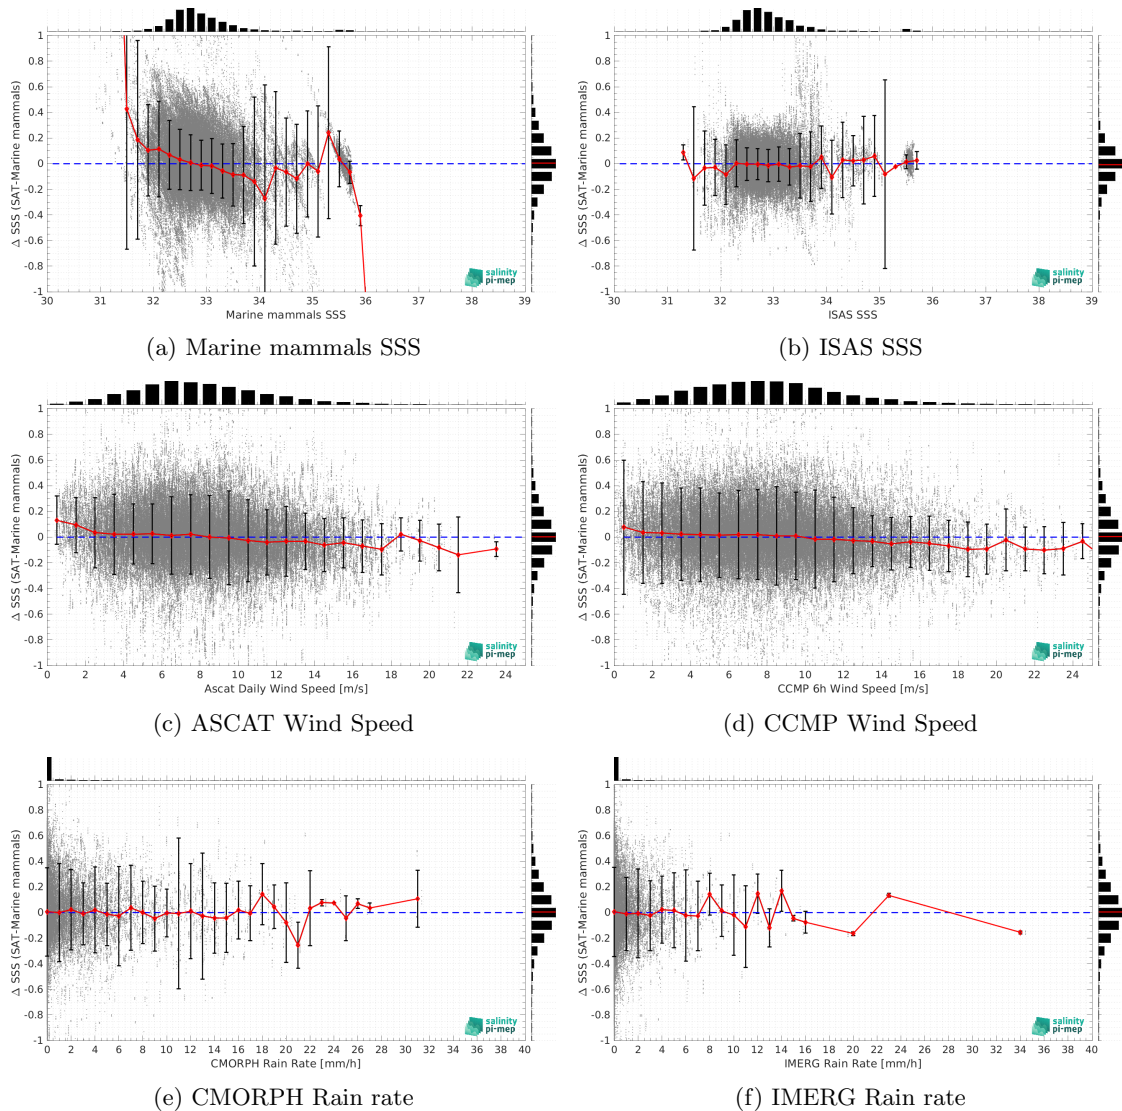 1
0.8
0.6
0.4
0.2
0
-0.2
-0.4
-0.6
-0.8
-1
Δ SSS (SAT-Marine mammals)
salinity
pi-mep
30 31 32 33 34 35 36 37 38 39
Marine mammals SSS
(a) Marine mammals SSS
1
0.8
0.6
0.4
0.2
0
-0.2
-0.4
-0.6
-0.8
-1
Δ SSS (SAT-Marine mammals)
salinity
pi-mep
30 31 32 33 34 35 36 37 38 39
ISAS SSS
(b) ISAS SSS
1
0.8
0.6
0.4
0.2
0
-0.2
-0.4
-0.6
-0.8
-1
Δ SSS (SAT-Marine mammals)
salinity
pi-mep
0 2 4 6 8 10 12 14 16 18 20 22 24
Ascat Daily Wind Speed [m/s]
(c) ASCAT Wind Speed
1
0.8
0.6
0.4
0.2
0
-0.2
-0.4
-0.6
-0.8
-1
Δ SSS (SAT-Marine mammals)
salinity
pi-mep
0 2 4 6 8 10 12 14 16 18 20 22 24
CCMP 6h Wind Speed [m/s]
(d) CCMP Wind Speed
1
0.8
0.6
0.4
0.2
0
-0.2
-0.4
-0.6
-0.8
-1
Δ SSS (SAT-Marine mammals)
salinity
pi-mep
0 2 4 6 8 10 12 14 16 18 20 22 24 26 28 30 32 34 36 38 40
CMORPH Rain Rate [mm/h]
(e) CMORPH Rain rate
1
0.8
0.6
0.4
0.2
0
-0.2
-0.4
-0.6
-0.8
-1
Δ SSS (SAT-Marine mammals)
salinity
pi-mep
0 2 4 6 8 10 12 14 16 18 20 22 24 26 28 30 32 34 36 38 40
IMERG Rain Rate [mm/h]
(f) IMERG Rain rate